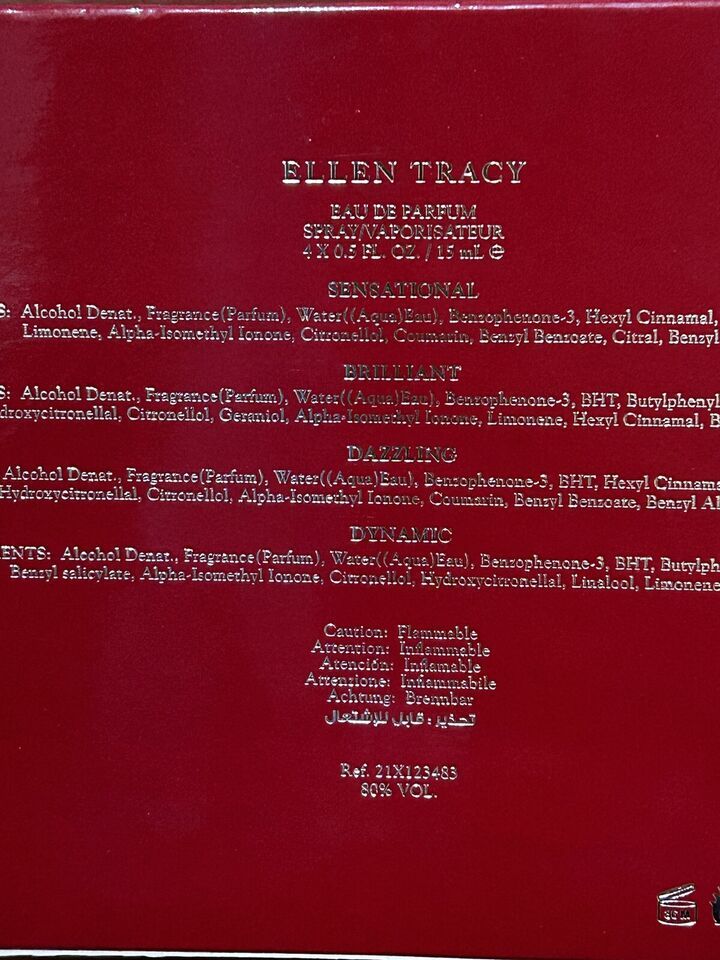 ELLEN TRACY
EAU DE PARFUM
SPRAY/VAPORISATEUR
4 X 0.5 FL. OZ. / 15 mL ℮
SENSATIONAL
S: Alcohol Denat., Fragrance(Parfum), Water((Aqua)Eau), Benzophenone-3, Hexyl Cinnamal,
Limonene, Alpha-Isomethyl Ionone, Citronellol, Coumarin, Benzyl Benzoate, Citral, Benzyl
BRILLIANT
S: Alcohol Denat., Fragrance(Parfum), Water((Aqua)Eau), Benzophenone-3, BHT, Butylphenyl
droxycitronellal, Citronellol, Geraniol, Alpha-Isomethyl Ionone, Limonene, Hexyl Cinnamal, B
DAZZLING
Alcohol Denat., Fragrance(Parfum), Water((Aqua)Eau), Benzophenone-3, BHT, Hexyl Cinnama
Hydroxycitronellal, Citronellol, Alpha-Isomethyl Ionone, Coumarin, Benzyl Benzoate, Benzyl Al
DYNAMIC
ENTS: Alcohol Denat., Fragrance(Parfum), Water((Aqua)Eau), Benzophenone-3, BHT, Butylph
Benzyl salicylate, Alpha-Isomethyl Ionone, Citronellol, Hydroxycitronellal, Linalool, Limonene
Caution: Flammable
Attention: Inflammable
Atención: Inflamable
Attenzione: Inflammabile
Achtung: Brennbar
تحذير : قابل للإشتعال
Ref. 21X123483
80% VOL.
36 M